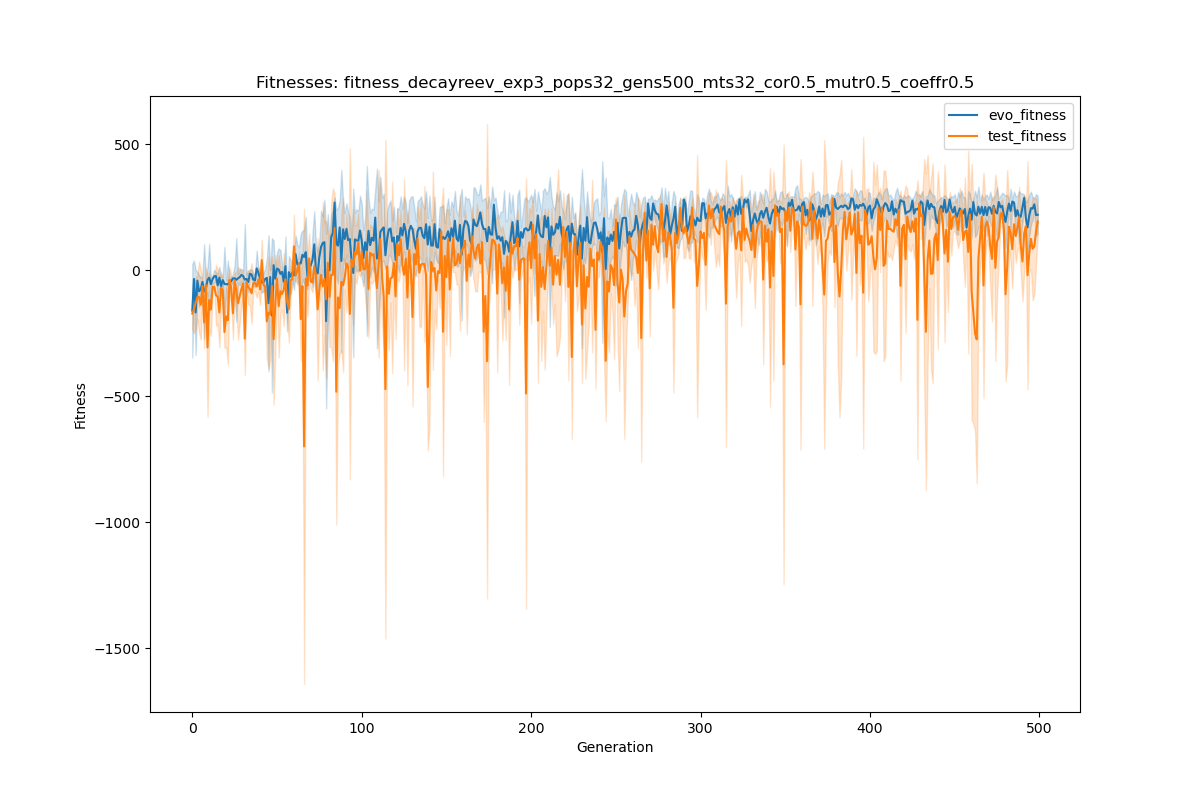 Fitnesses: fitness_decayreev_exp3_pops32_gens500_mts32_cor0.5_mutr0.5_coeffr0.5
evo_fitness
test_fitness
500
0
−500
−1000
−1500
Fitness
0 100 200 300 400 500
Generation